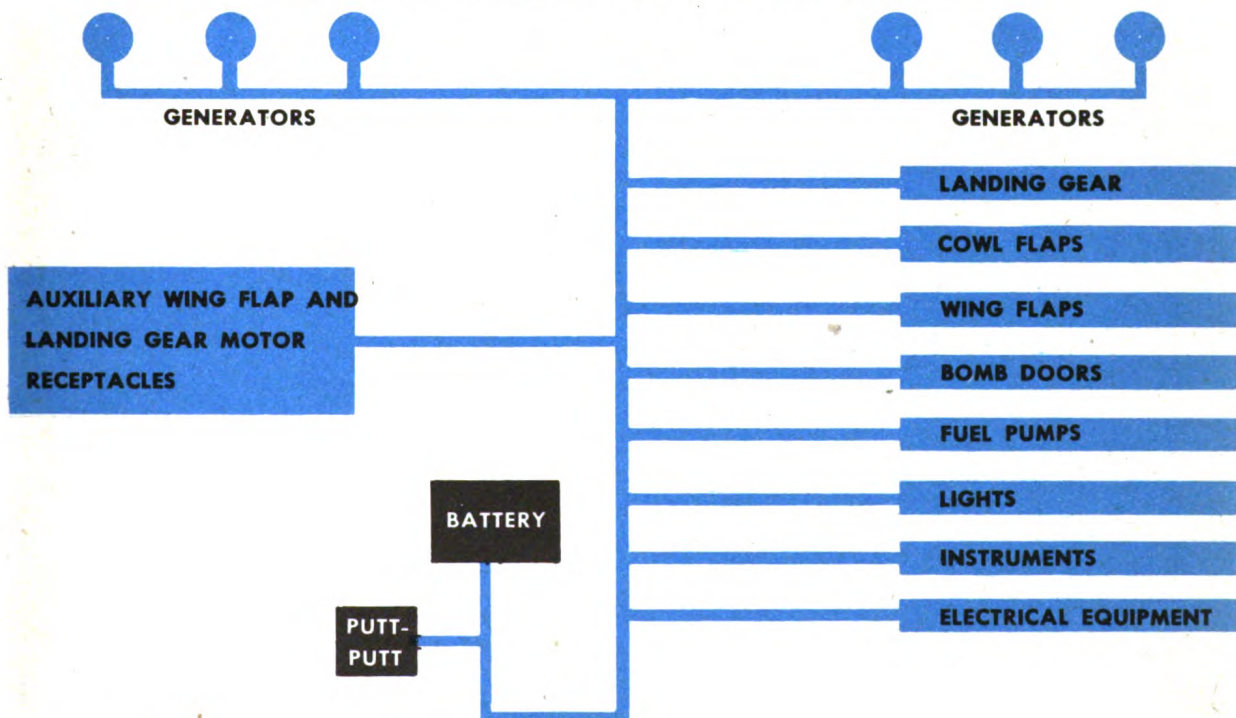 GENERATORS
GENERATORS
LANDING GEAR
COWL FLAPS
AUXILIARY WING FLAP AND
LANDING GEAR MOTOR
RECEPTACLES
WING FLAPS
BOMB DOORS
FUEL PUMPS
LIGHTS
BATTERY
INSTRUMENTS
ELECTRICAL EQUIPMENT
PUTT-
PUTT